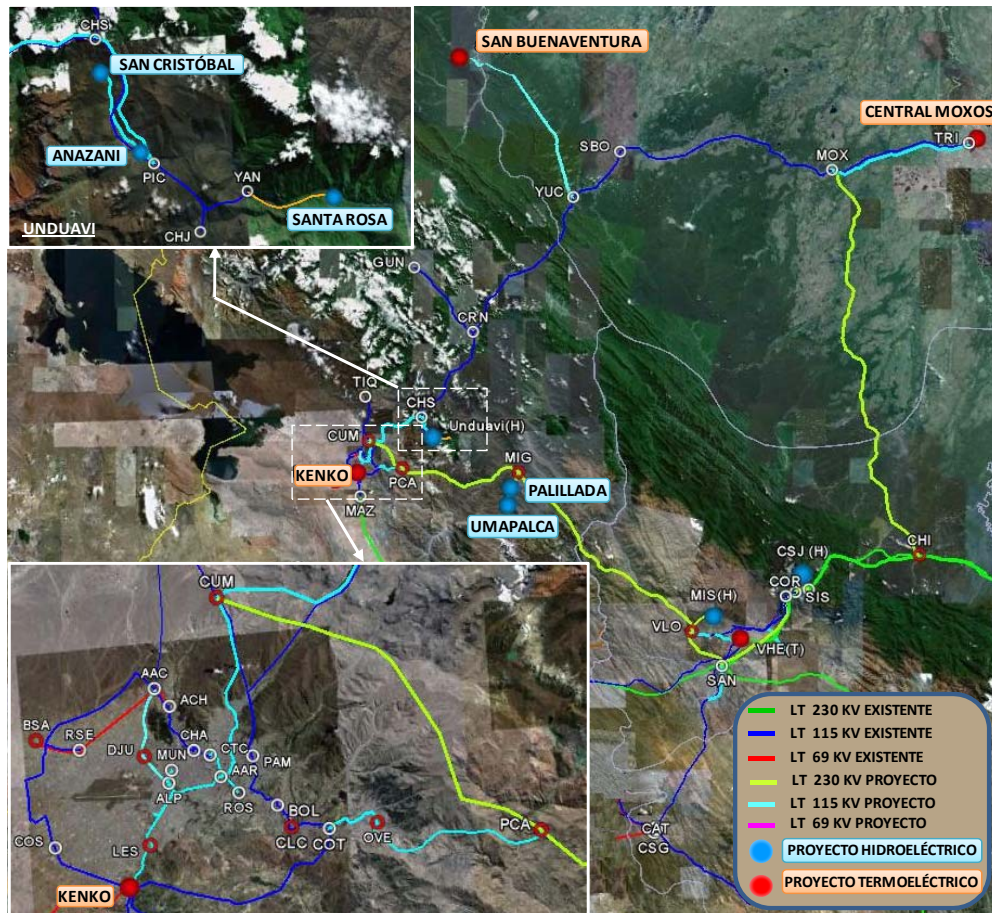 CHS
SAN CRISTÓBAL
ANAZANI
PIC
YAN
SANTA ROSA
CHJ
UNDUAVI
SAN BUENAVENTURA
CENTRAL MOXOS
TRI
SBO
MOX
YUC
GUN
CRN
TIQ
CHS
Unduavi(H)
CUM
KENKO
PCA
MAZ
MIG
PALILLADA
UMAPALCA
CSJ (H)
CHI
COR
SIS
MIS(H)
VLO
VHE(T)
SAN
CAT
CSG
CUM
AAC
ACH
BSA
RSE
CHA
DJU
MUN
CTC
PAM
AAR
ALP
ROS
BOL
COS
LES
CLC
COT
OVE
PCA
KENKO
LT 230 KV EXISTENTE
LT 115 KV EXISTENTE
LT 69 KV EXISTENTE
LT 230 KV PROYECTO
LT 115 KV PROYECTO
LT 69 KV PROYECTO
PROYECTO HIDROELÉCTRICO
PROYECTO TERMOELÉCTRICO